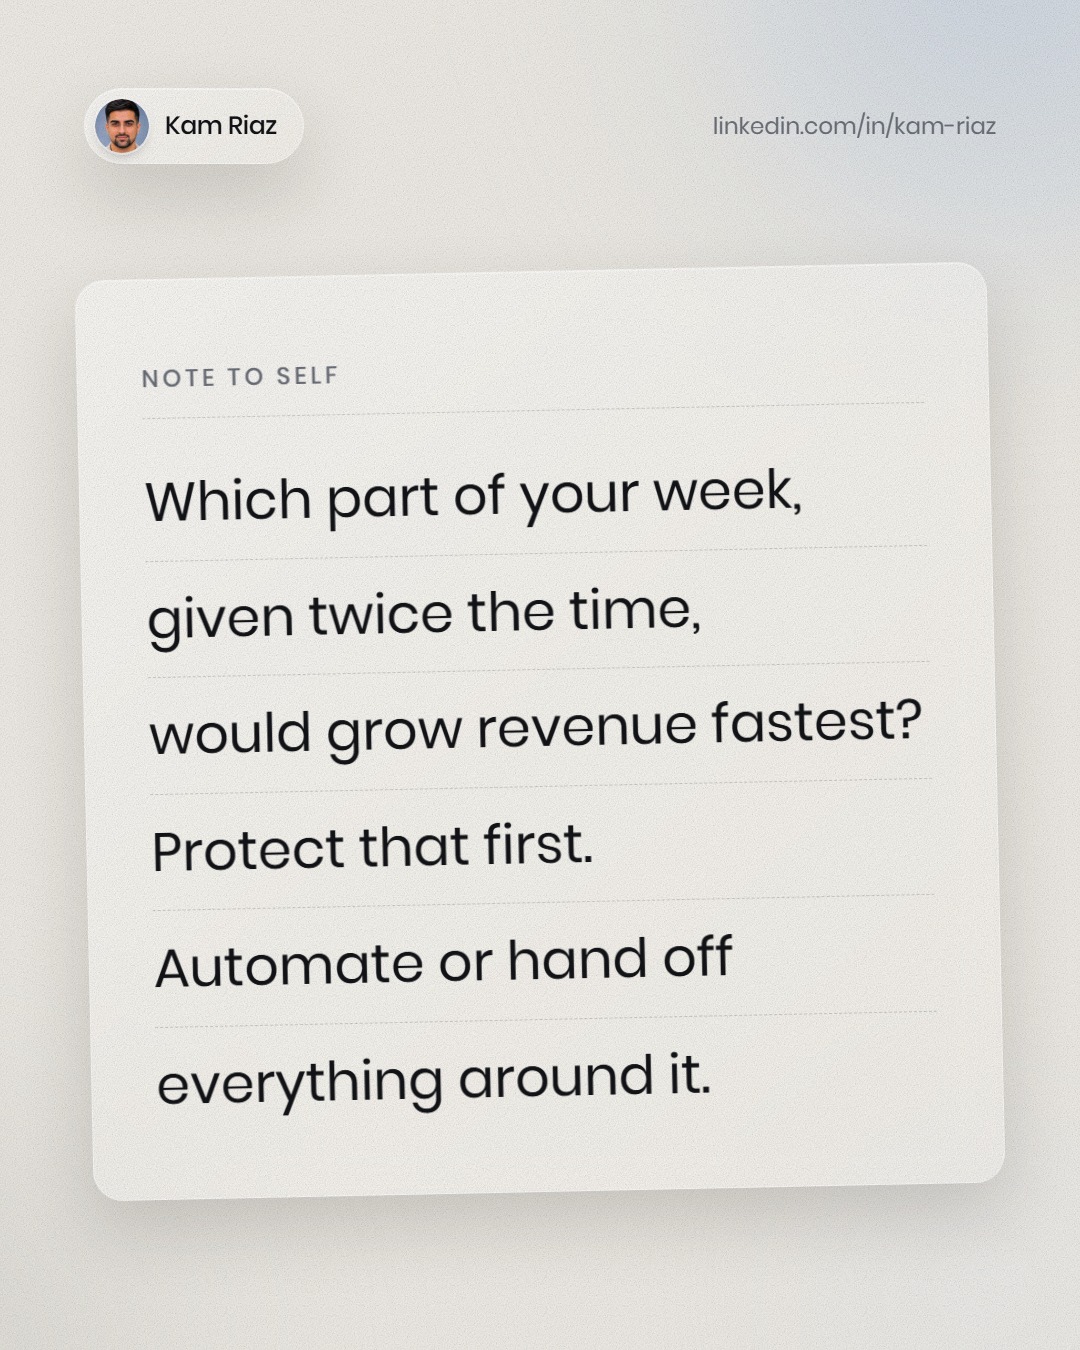 Kam Riaz
linkedin.com/in/kam-riaz
NOTE TO SELF
Which part of your week,
given twice the time,
would grow revenue fastest?
Protect that first.
Automate or hand off
everything around it.